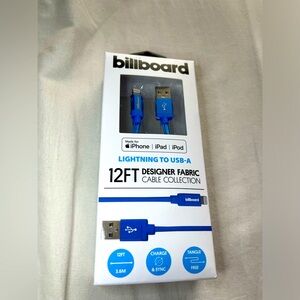 billboard
Made for
iPhone | iPad | iPod
LIGHTNING TO USB-A
12FT DESIGNER FABRIC
CABLE COLLECTION
billboard
12FT
3.6M
CHARGE
& SYNC
TANGLE
FREE